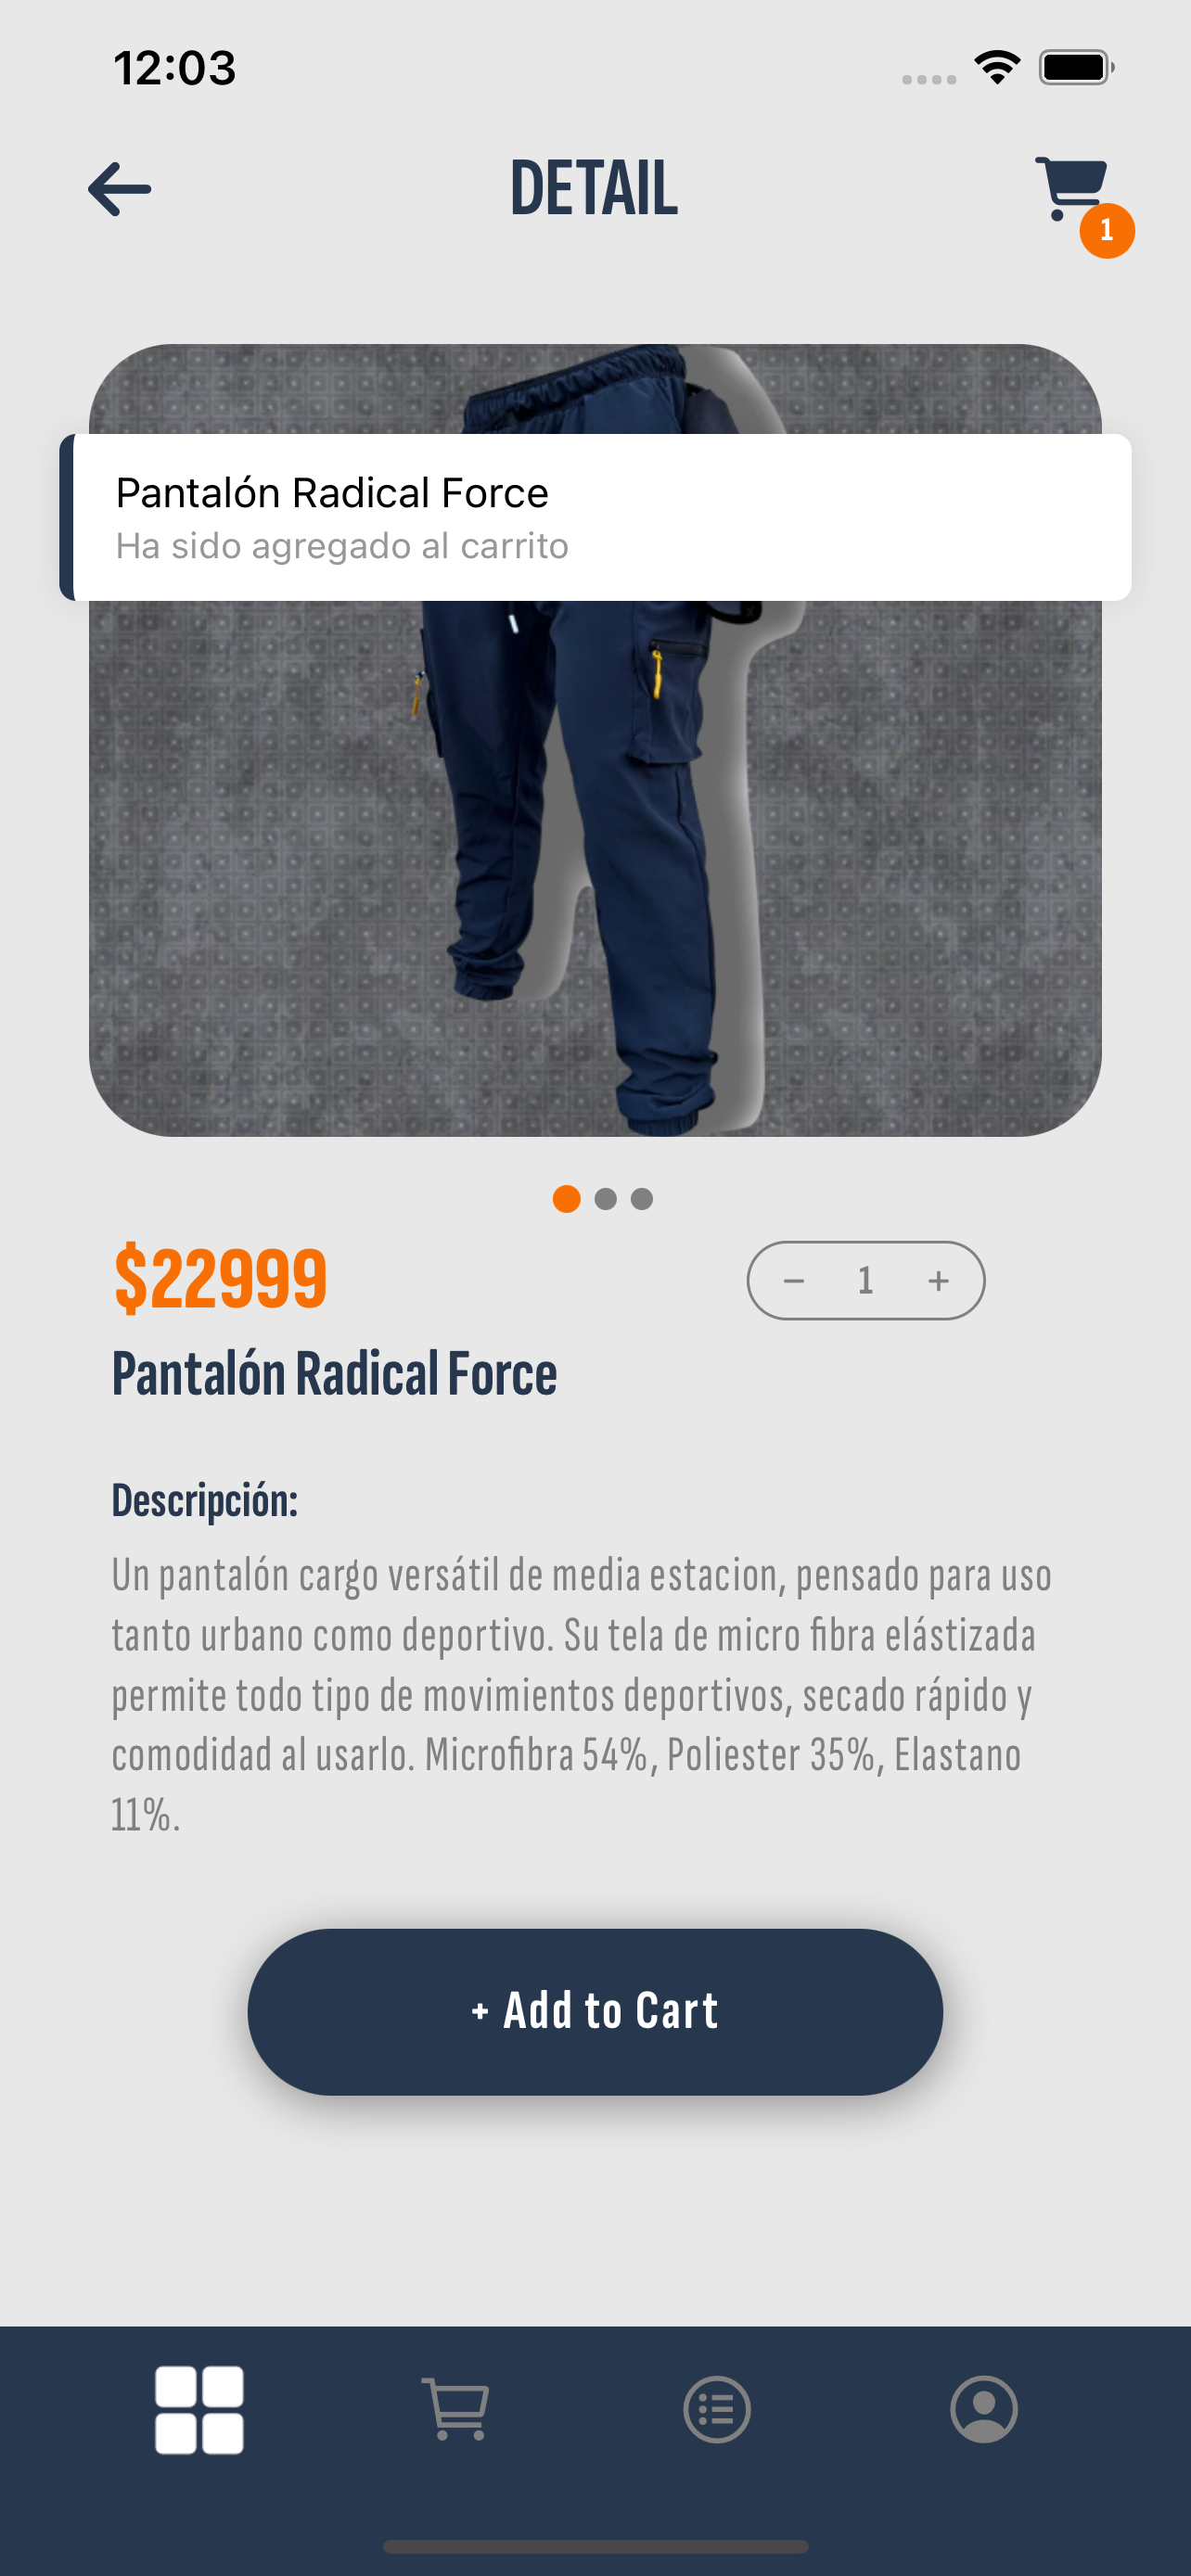 12:03
DETAIL
1
Pantalón Radical Force
Ha sido agregado al carrito
$22999
− 1 +
Pantalón Radical Force
Descripción:
Un pantalón cargo versátil de media estacion, pensado para uso
tanto urbano como deportivo. Su tela de micro fibra elástizada
permite todo tipo de movimientos deportivos, secado rápido y
comodidad al usarlo. Microfibra 54%, Poliester 35%, Elastano
11%.
+ Add to Cart